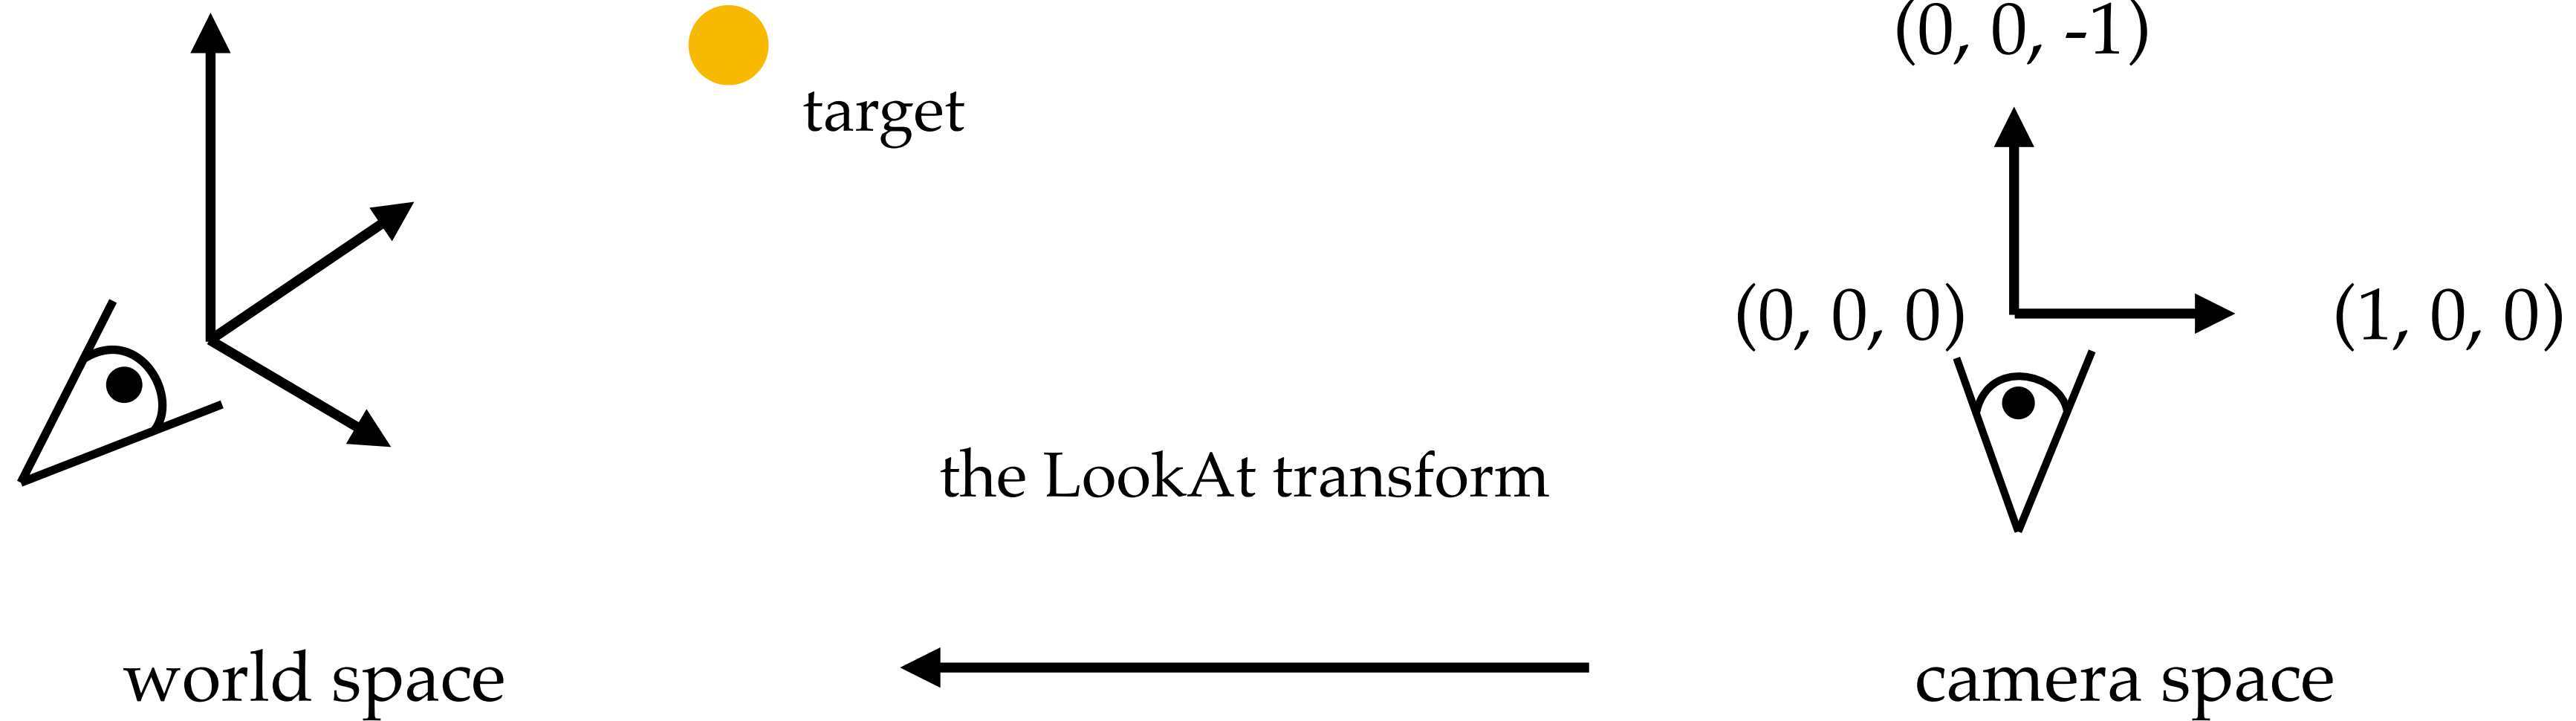 (0, 0, -1)
target
(0, 0, 0)
(1, 0, 0)
the LookAt transform
world space
camera space